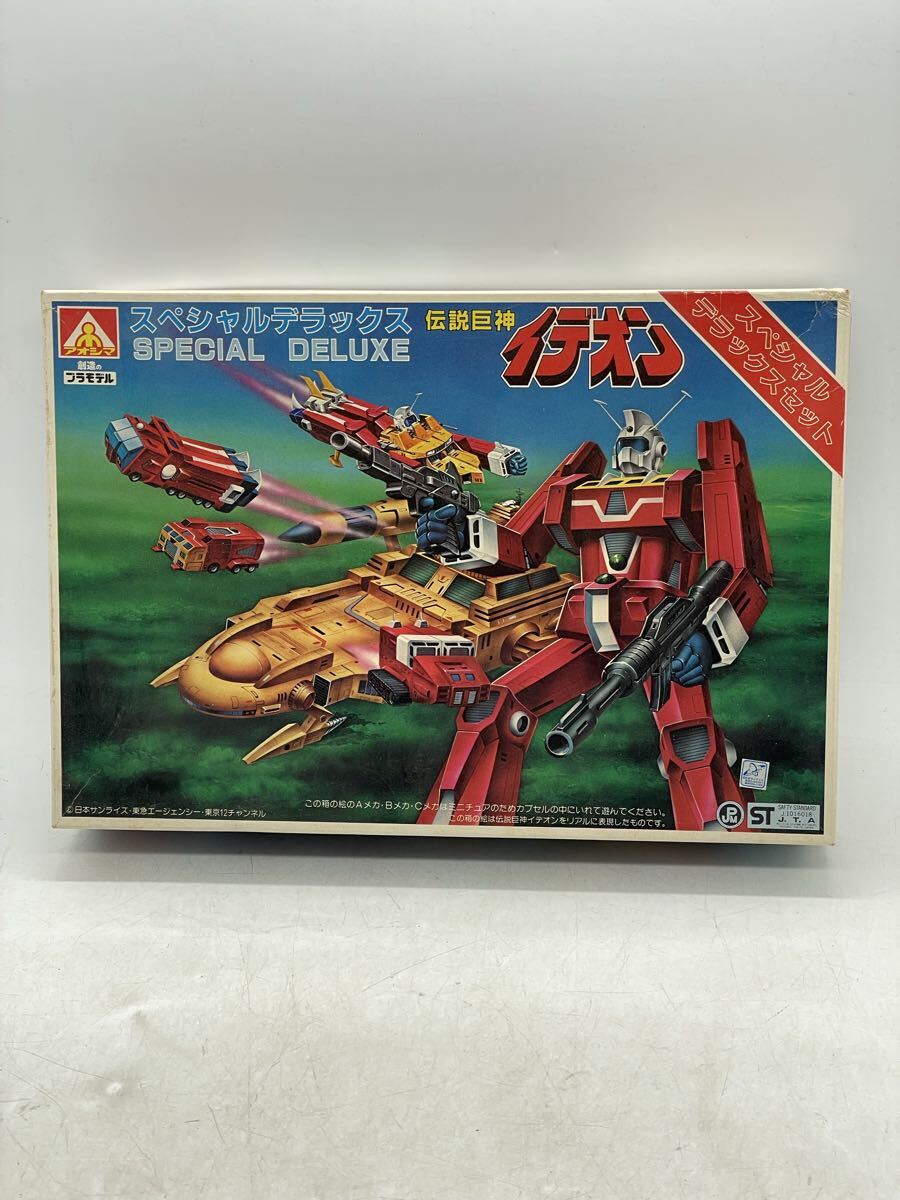 アオシマ
創造の
プラモデル
スペシャルデラックス
SPECIAL DELUXE
伝説巨神
イデオン
スペシャル
デラックスセット
この箱の絵のAメカ・Bメカ・Cメカはミニチュアのためカプセルの中にいれて遊んでください。
この箱の絵は伝説巨神イデオンをリアルに表現したものです。
©日本サンライズ・東急エージェンシー・東京12チャンネル
PJM
ST
SAFTY STANDARD
J1016018
J. T. A